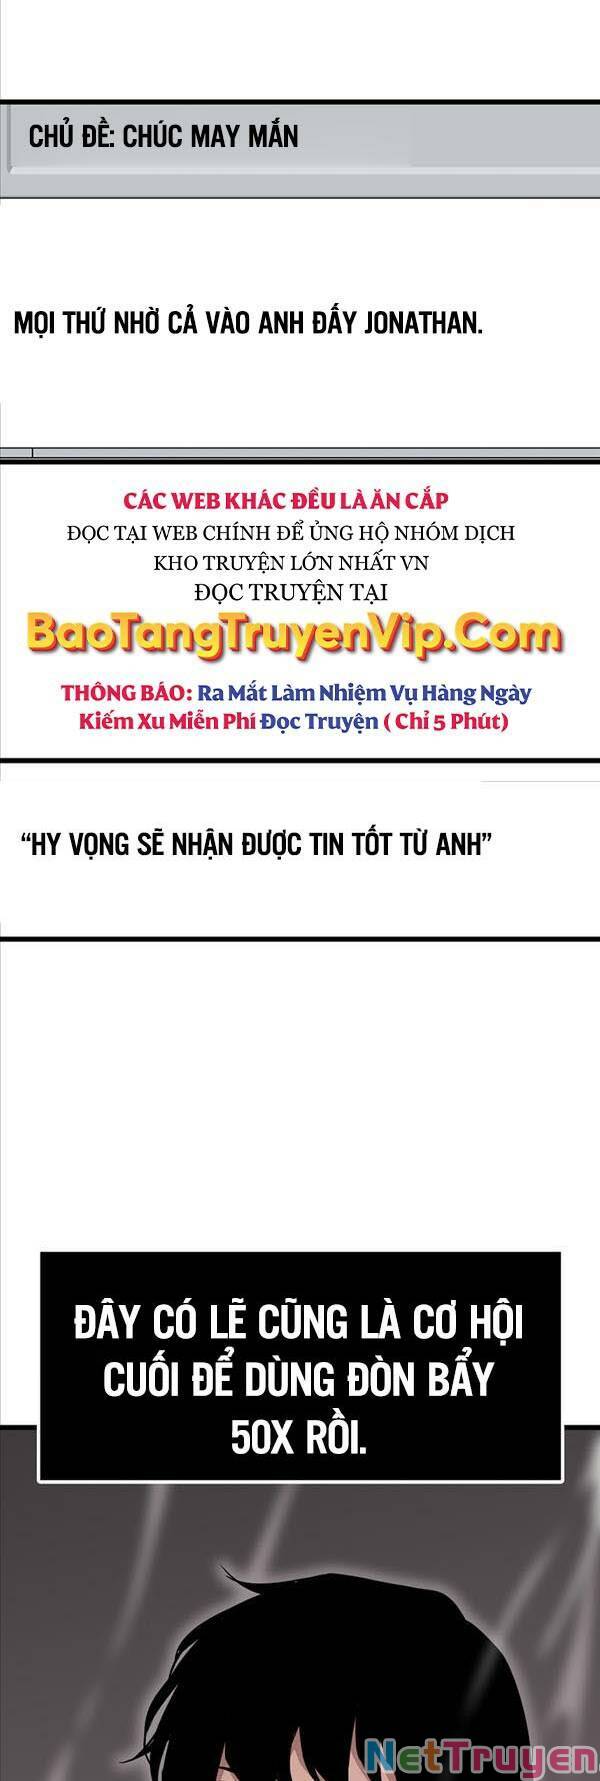 CHỦ ĐỀ: CHÚC MAY MẮN
MỌI THỨ NHỜ CẢ VÀO ANH ĐẤY JONATHAN.
CÁC WEB KHÁC ĐỀU LÀ ĂN CẮP
ĐỌC TẠI WEB CHÍNH ĐỂ ỦNG HỘ NHÓM DỊCH
KHO TRUYỆN LỚN NHẤT VN
ĐỌC TRUYỆN TẠI
BaoTangTruyenVip.Com
THÔNG BÁO: Ra Mắt Làm Nhiệm Vụ Hàng Ngày
Kiếm Xu Miễn Phí Đọc Truyện ( Chỉ 5 Phút)
“HY VỌNG SẼ NHẬN ĐƯỢC TIN TỐT TỪ ANH”
ĐÂY CÓ LẼ CŨNG LÀ CƠ HỘI
CUỐI ĐỂ DÙNG ĐÒN BẨY
50X RỒI.
NetTruyen